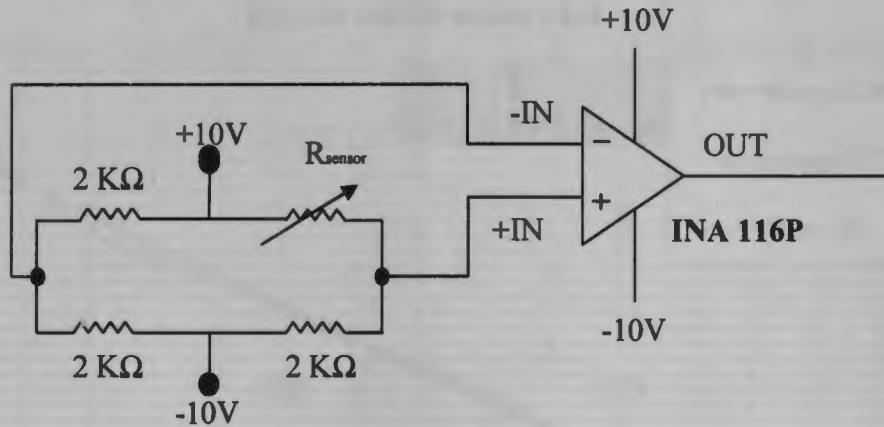 +10V
-IN
+10V
Rsensor
OUT
2 KΩ
−
+
+IN
INA 116P
-10V
2 KΩ
2 KΩ
-10V